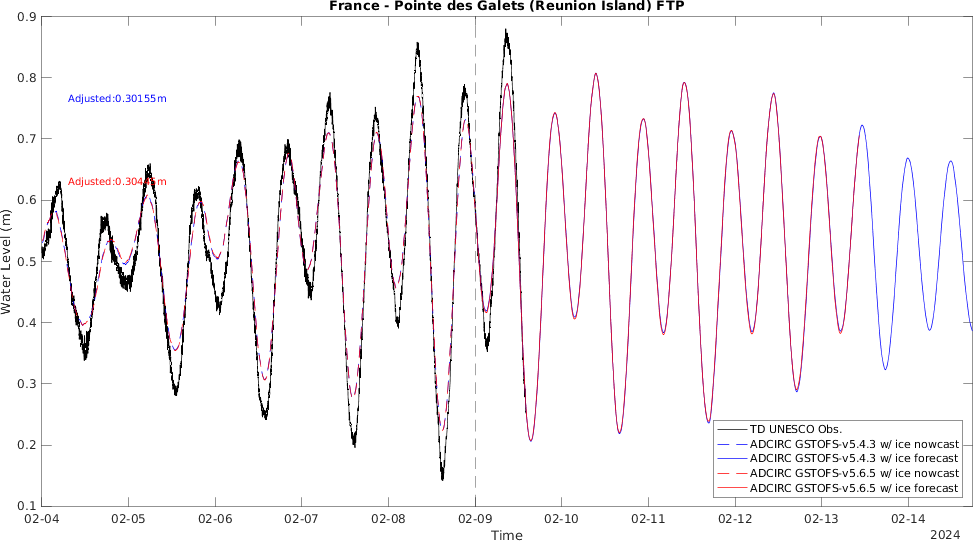 France - Pointe des Galets (Reunion Island) FTP
0.9
0.8
0.7
0.6
0.5
0.4
0.3
0.2
0.1
Water Level (m)
Adjusted:0.30155m
TD UNESCO Obs.
ADCIRC GSTOFS-v5.4.3 w/ ice nowcast
ADCIRC GSTOFS-v5.4.3 w/ ice forecast
ADCIRC GSTOFS-v5.6.5 w/ ice nowcast
ADCIRC GSTOFS-v5.6.5 w/ ice forecast
02-04 02-05 02-06 02-07 02-08 02-09 02-10 02-11 02-12 02-13 02-14
Time
2024